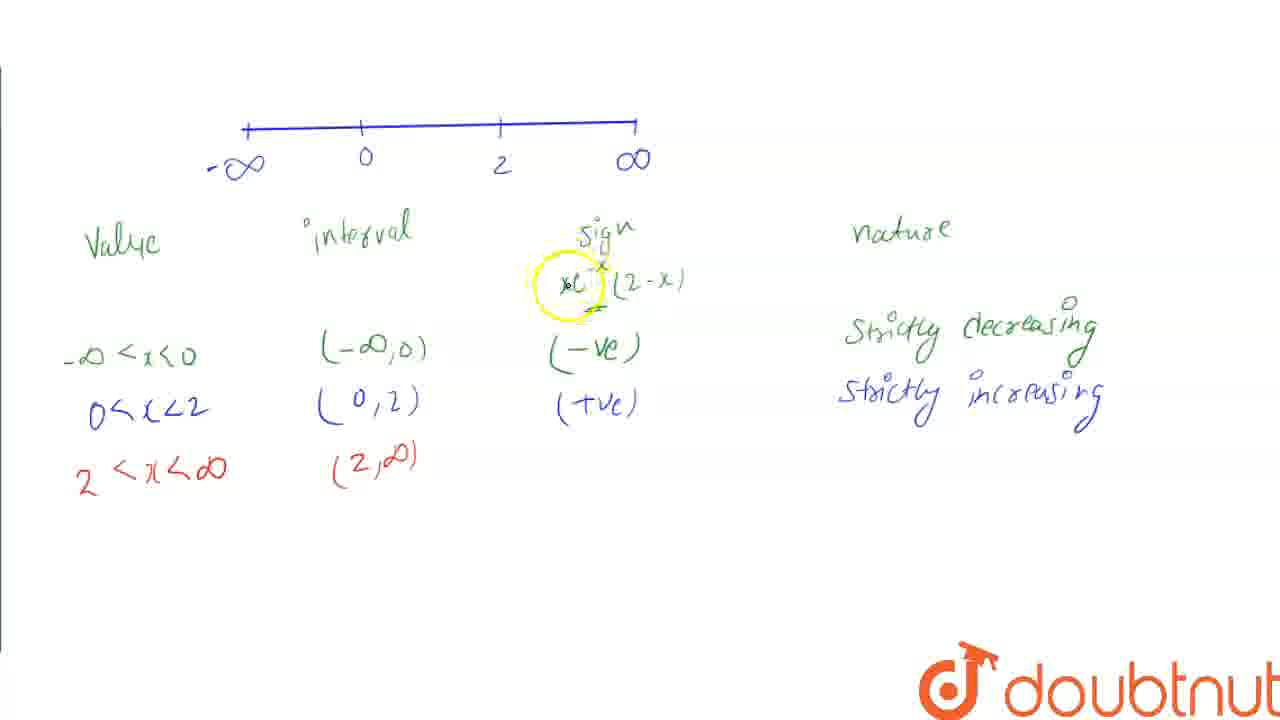 -∞ 0 2 ∞
Value interval sign nature
xe⁻ˣ (2-x)
-∞ <x<0 (-∞,0) (-ve) Strictly decreasing
0<x<2 (0,2) (+ve) Strictly increasing
2 <x<∞ (2,∞)
doubtnut